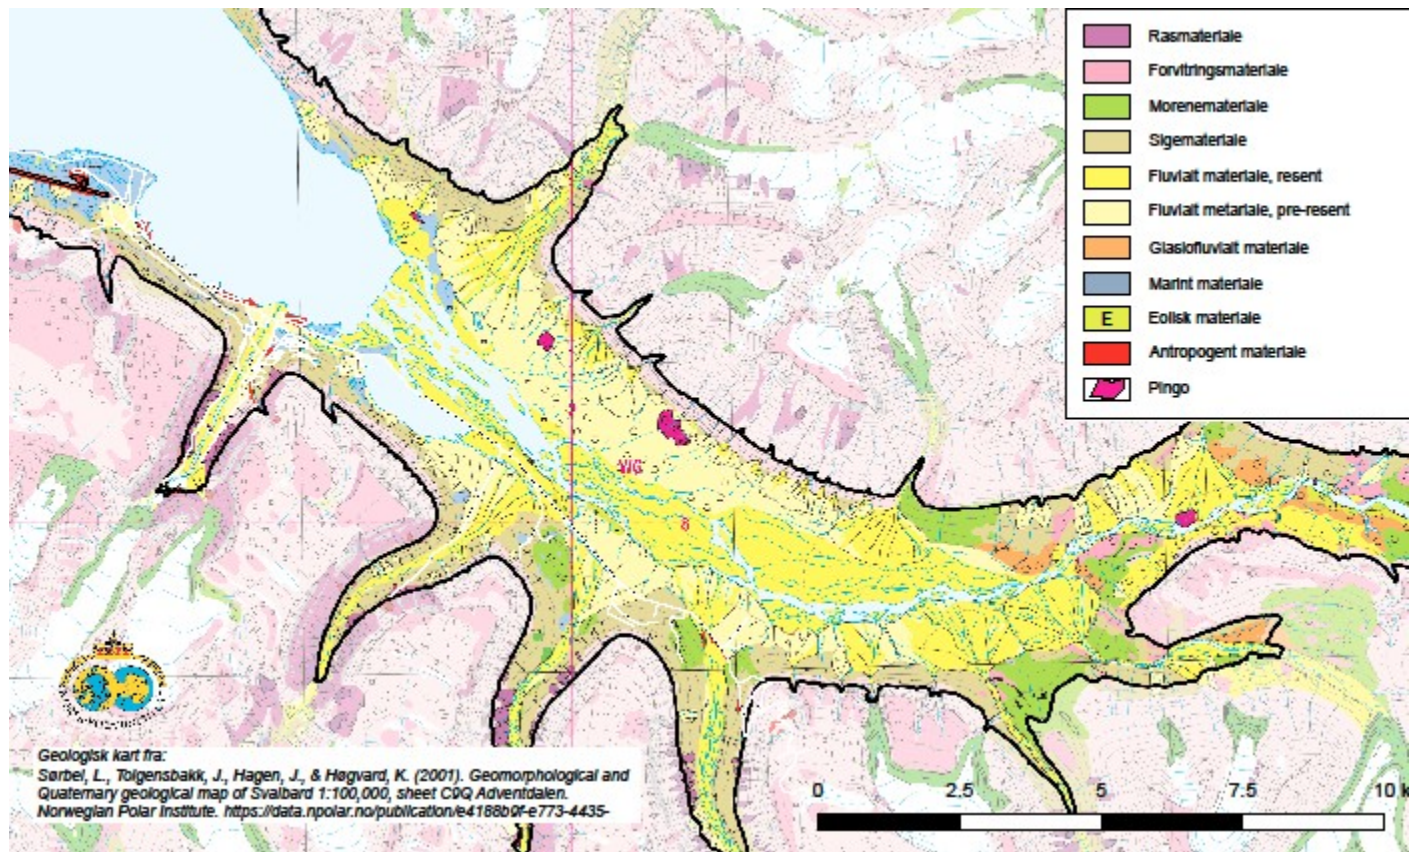 Rasmateriale
Forvitringsmateriale
Morenemateriale
Sigemateriale
Fluvialt materiale, resent
Fluvialt metariale, pre-resent
Glasiofluvialt materiale
Marint materiale
E Eolisk materiale
Antropogent materiale
Pingo
8
Geologisk kart fra:
Sørbel, L., Tolgensbakk, J., Hagen, J., & Høgvard, K. (2001). Geomorphological and
Quaternary geological map of Svalbard 1:100,000, sheet C9Q Adventdalen.
Norwegian Polar Institute. https://data.npolar.no/publication/e4188b9f-e773-4435-
0 2.5 5 7.5 10 k